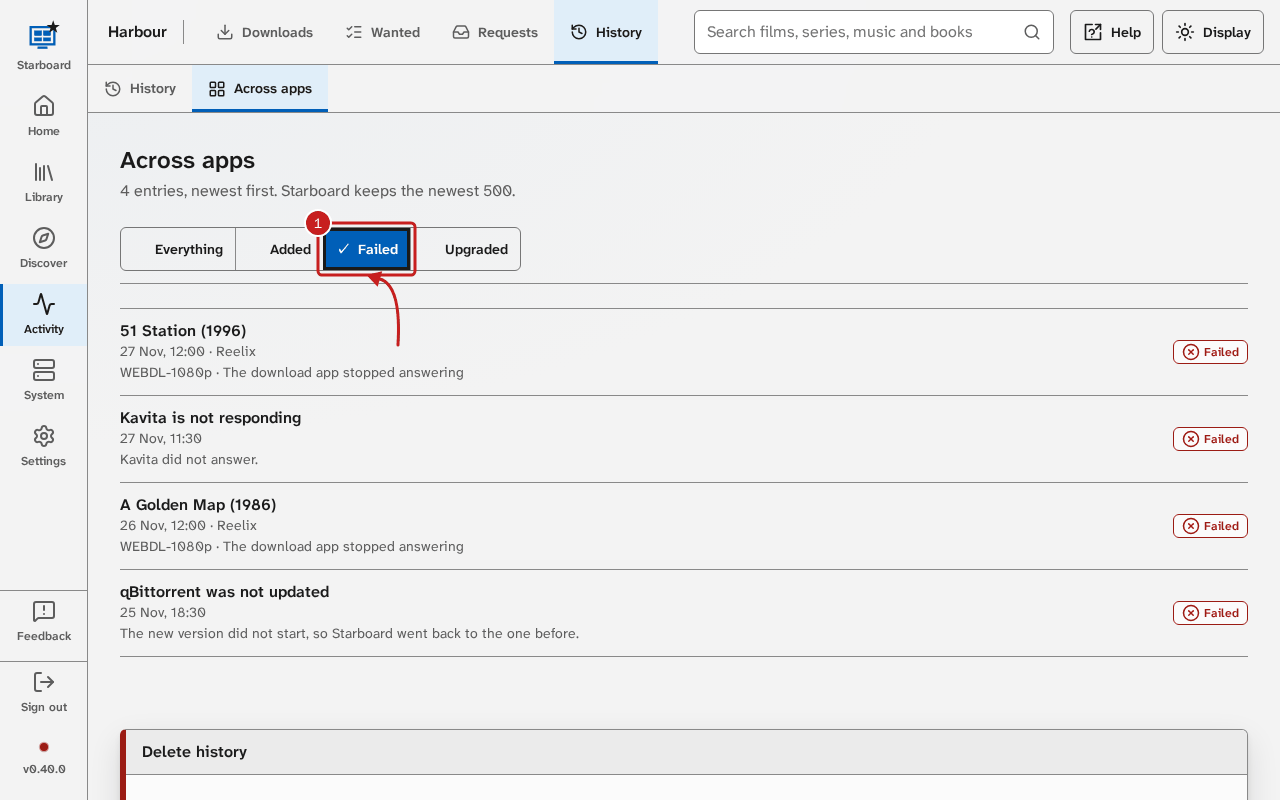 Starboard
Home
Library
Discover
Activity
System
Settings
Feedback
Sign out
v0.40.0
Harbour
Downloads
Wanted
Requests
History
Search films, series, music and books
Help
Display
History
Across apps
Across apps
4 entries, newest first. Starboard keeps the newest 500.
Everything
Added
1
✓ Failed
Upgraded
51 Station (1996)
27 Nov, 12:00 · Reelix
WEBDL-1080p · The download app stopped answering
Failed
Kavita is not responding
27 Nov, 11:30
Kavita did not answer.
Failed
A Golden Map (1986)
26 Nov, 12:00 · Reelix
WEBDL-1080p · The download app stopped answering
Failed
qBittorrent was not updated
25 Nov, 18:30
The new version did not start, so Starboard went back to the one before.
Failed
Delete history